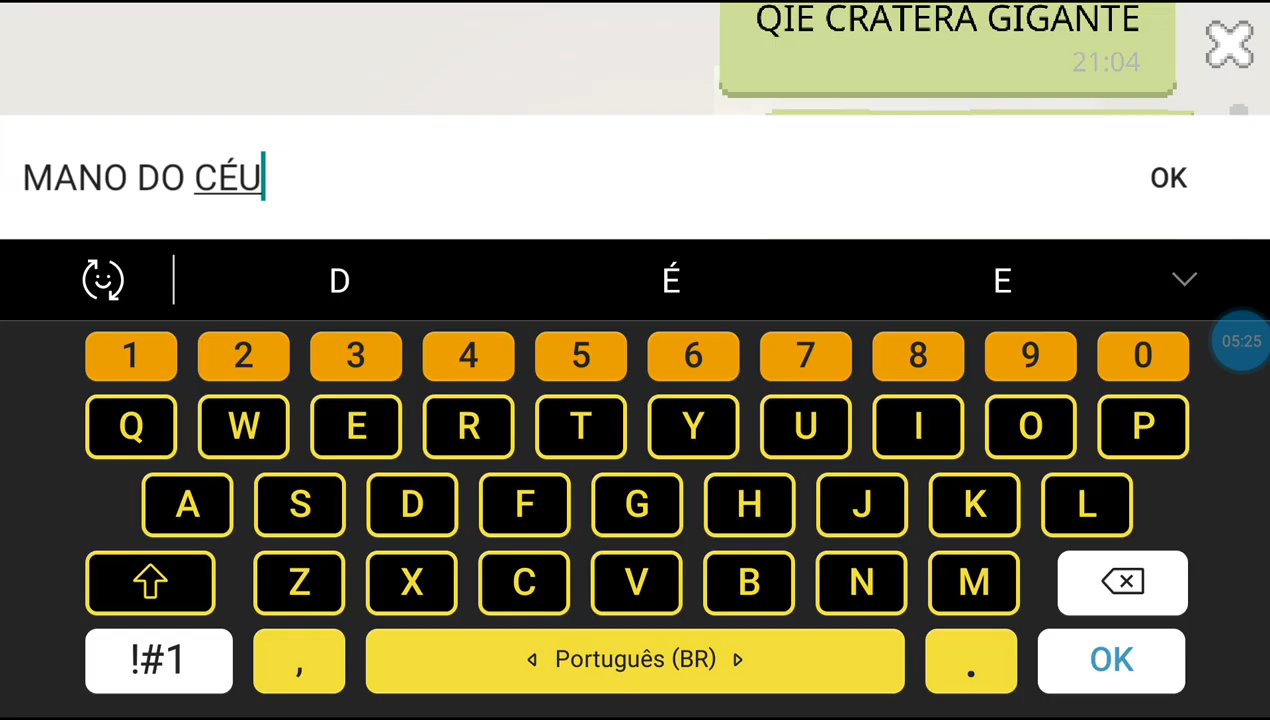 QIE CRATERA GIGANTE
21:04
MANO DO CÉU
OK
D É E
1 2 3 4 5 6 7 8 9 0
05:25
Q W E R T Y U I O P
A S D F G H J K L
Z X C V B N M
!#1 , Português (BR) . OK